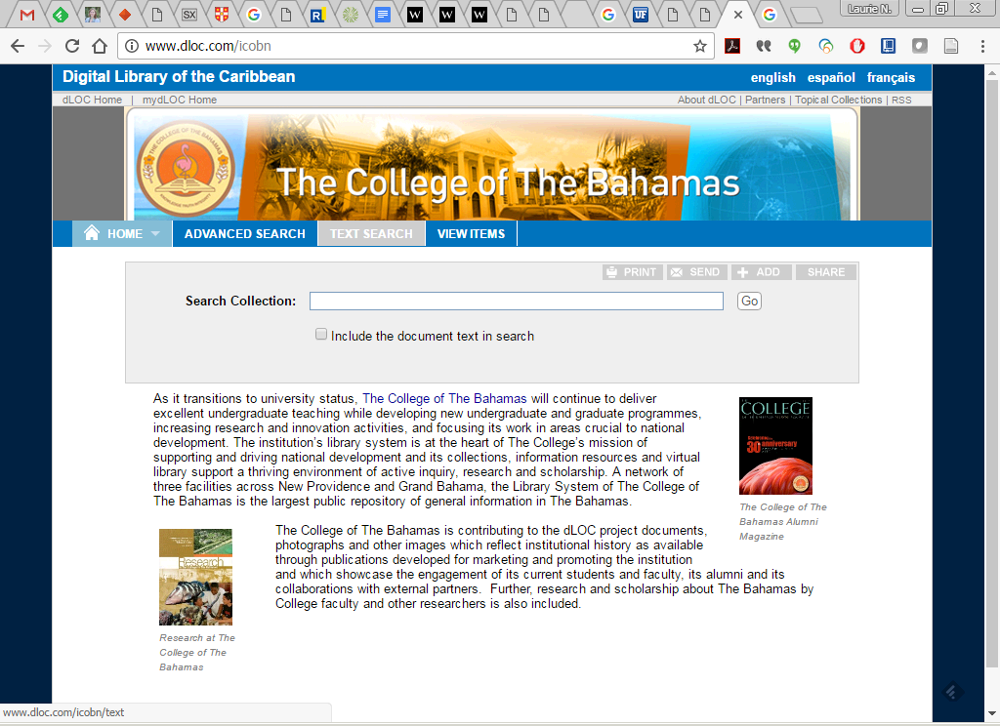 Laurie N.
www.dloc.com/icobn
Digital Library of the Caribbean
english español français
dLOC Home | mydLOC Home
About dLOC | Partners | Topical Collections | RSS
THE COLLEGE OF THE BAHAMAS
The College of The Bahamas
HOME ADVANCED SEARCH TEXT SEARCH VIEW ITEMS
PRINT SEND ADD SHARE
Search Collection: Go
Include the document text in search
As it transitions to university status, The College of The Bahamas will continue to deliver
excellent undergraduate teaching while developing new undergraduate and graduate programmes,
increasing research and innovation activities, and focusing its work in areas crucial to national
development. The institution's library system is at the heart of The College's mission of
supporting and driving national development and its collections, information resources and virtual
library support a thriving environment of active inquiry, research and scholarship. A network of
three facilities across New Providence and Grand Bahama, the Library System of The College of
The Bahamas is the largest public repository of general information in The Bahamas.
COLLEGE
30 anniversary
The College of The
Bahamas Alumni
Magazine
The College of The Bahamas is contributing to the dLOC project documents,
photographs and other images which reflect institutional history as available
through publications developed for marketing and promoting the institution
and which showcase the engagement of its current students and faculty, its alumni and its
collaborations with external partners.  Further, research and scholarship about The Bahamas by
College faculty and other researchers is also included.
Research
Research at The
College of The
Bahamas
www.dloc.com/icobn/text